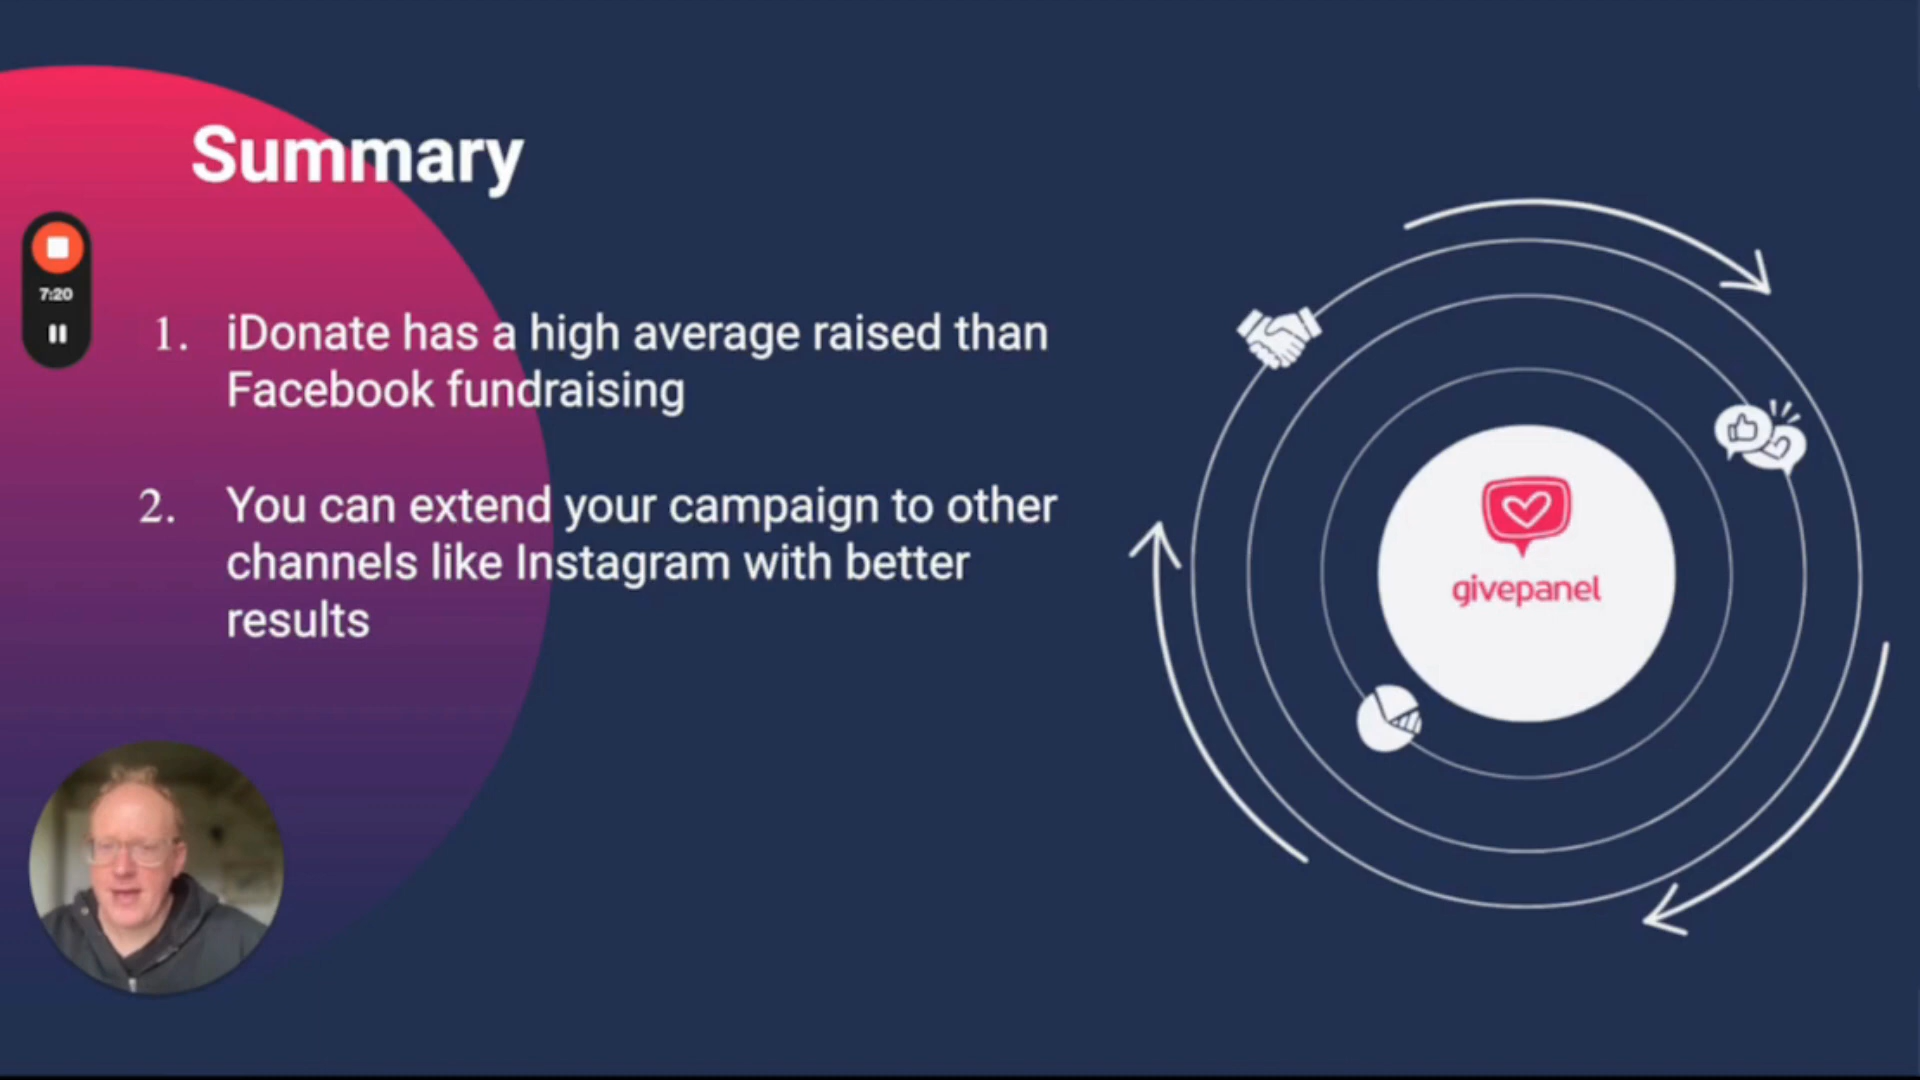 Summary
7:20
1. iDonate has a high average raised than
Facebook fundraising
2. You can extend your campaign to other
channels like Instagram with better
results
givepanel